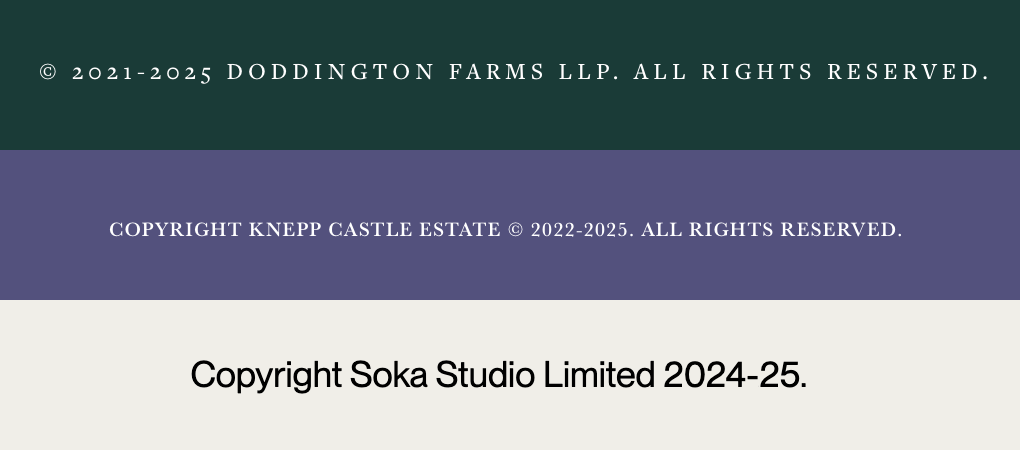 © 2021-2025 DODDINGTON FARMS LLP. ALL RIGHTS RESERVED.
COPYRIGHT KNEPP CASTLE ESTATE © 2022-2025. ALL RIGHTS RESERVED.
Copyright Soka Studio Limited 2024-25.